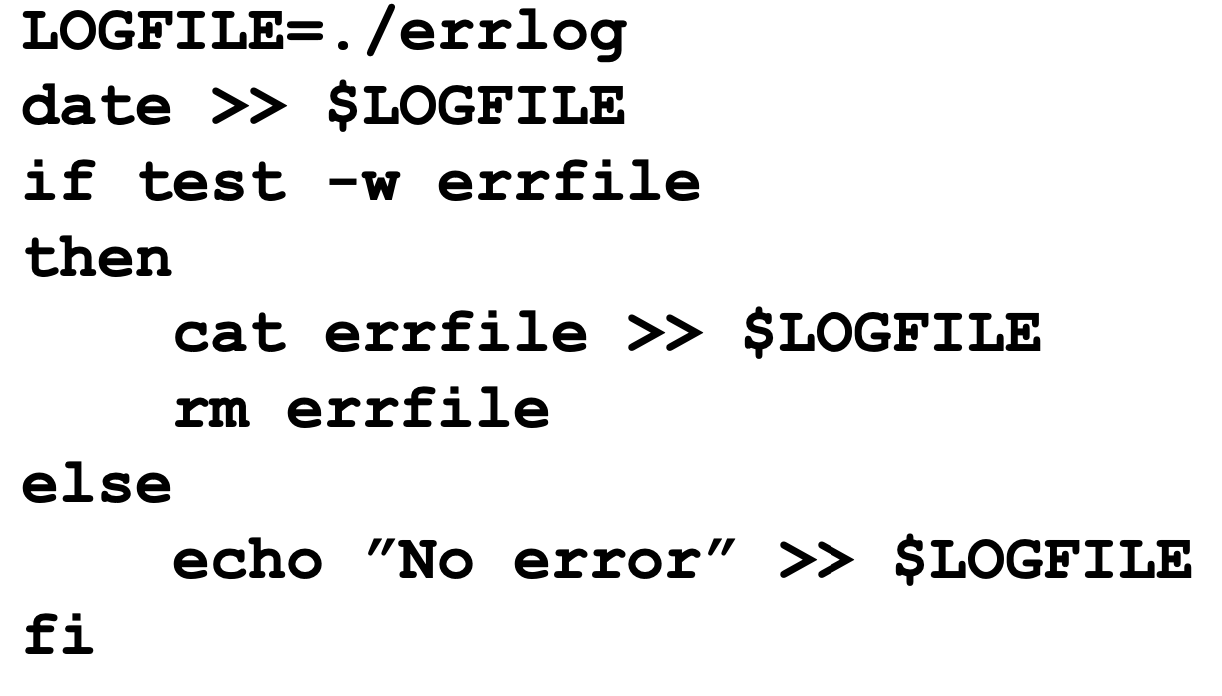 LOGFILE=./errlog
date >> $LOGFILE
if test -w errfile
then
    cat errfile >> $LOGFILE
    rm errfile
else
    echo ″No error″ >> $LOGFILE
fi